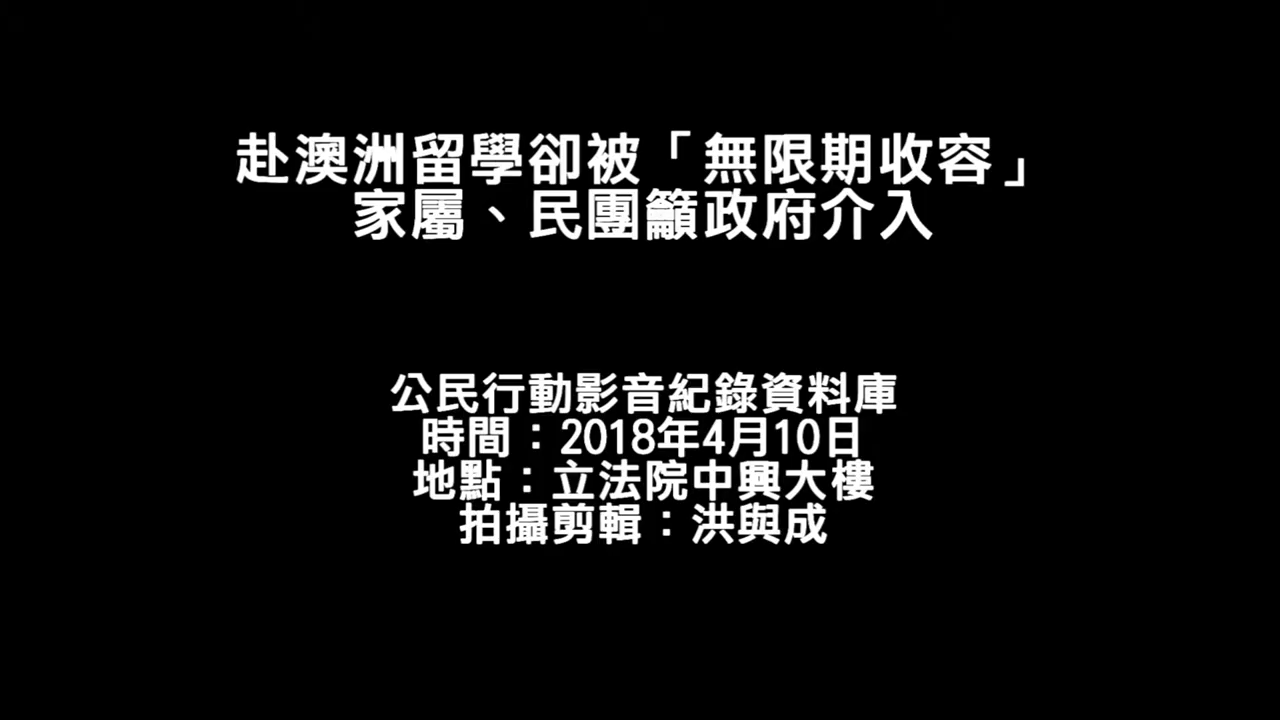 赴澳洲留學卻被「無限期收容」
家屬、民團籲政府介入
公民行動影音紀錄資料庫
時間：2018年4月10日
地點：立法院中興大樓
拍攝剪輯：洪與成